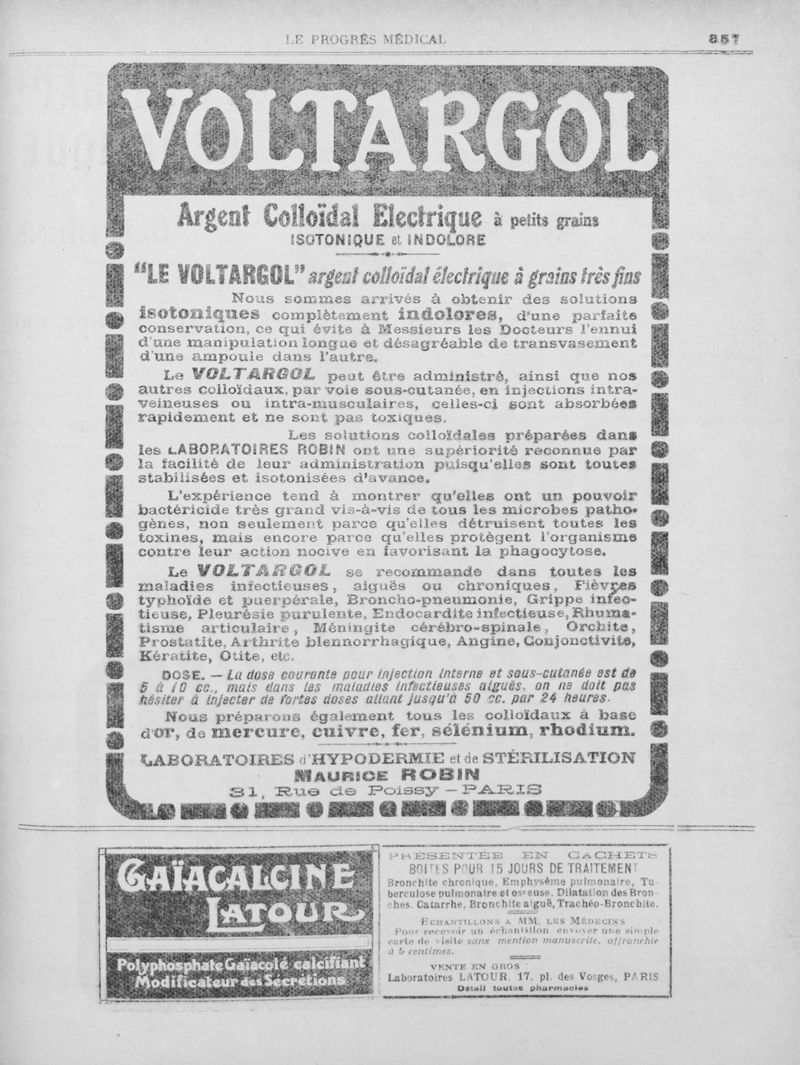 LE PROGRÈS MÉDICAL 857
VOLTARGOL
Argent Colloïdal Electrique à petits grains
ISOTONIQUE et INDOLORE
"LE VOLTARGOL" argent colloïdal électrique à grains très fins
Nous sommes arrivés à obtenir des solutions
isotoniques complètement indolores, d'une parfaite
conservation, ce qui évite à Messieurs les Docteurs l'ennui
d'une manipulation longue et désagréable de transvasement
d'une ampoule dans l'autre.
Le VOLTARGOL peut être administré, ainsi que nos
autres colloïdaux, par voie sous-cutanée, en injections intra-
veineuses ou intra-musculaires, celles-ci sont absorbées
rapidement et ne sont pas toxiques.
Les solutions colloïdales préparées dans
les LABORATOIRES ROBIN ont une supériorité reconnue par
la facilité de leur administration puisqu'elles sont toutes
stabilisées et isotonisées d'avance.
L'expérience tend à montrer qu'elles ont un pouvoir
bactéricide très grand vis-à-vis de tous les microbes patho-
gènes, non seulement parce qu'elles détruisent toutes les
toxines, mais encore parce qu'elles protègent l'organisme
contre leur action nocive en favorisant la phagocytose.
Le VOLTARGOL se recommande dans toutes les
maladies infectieuses, aiguës ou chroniques, Fièvres
typhoïde et puerpérale, Broncho-pneumonie, Grippe infec-
tieuse, Pleurésie purulente, Endocardite infectieuse, Rhuma-
tisme articulaire, Méningite cérébro-spinale, Orchite,
Prostatite, Arthrite blennorrhagique, Angine, Conjonctivite,
Kératite, Otite, etc.
DOSE. — La dose courante pour injection interne et sous-cutanée est de
5 à 10 cc., mais dans les maladies infectieuses aiguës, on ne doit pas
hésiter à injecter de fortes doses allant jusqu'à 50 cc. par 24 heures.
Nous préparons également tous les colloïdaux à base
d'or, de mercure, cuivre, fer, sélénium, rhodium.
LABORATOIRES d'HYPODERMIE et de STÉRILISATION
MAURICE ROBIN
31, Rue de Poissy — PARIS
GAÏACALCINE
LATOUR
Polyphosphate Gaïacolé calcifiant
Modificateur des Sécrétions
PRÉSENTÉE EN CACHETS
BOITES POUR 15 JOURS DE TRAITEMENT
Bronchite chronique, Emphysème pulmonaire, Tu-
berculose pulmonaire et osseuse, Dilatation des Bron-
ches. Catarrhe, Bronchite aiguë, Trachéo-Bronchite.
ECHANTILLONS A MM. LES MÉDECINS
Pour recevoir un échantillon envoyer une simple
carte de visite sans mention manuscrite, affranchie
à 5 centimes.
VENTE EN GROS :
Laboratoires LATOUR, 17, pl. des Vosges, PARIS
Détail toutes pharmacies